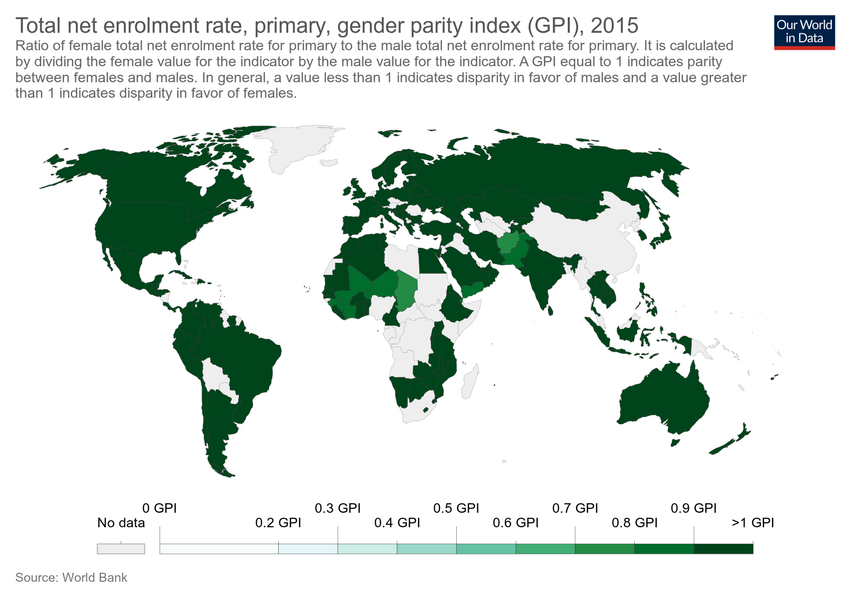 Total net enrolment rate, primary, gender parity index (GPI), 2015
Our World
in Data
Ratio of female total net enrolment rate for primary to the male total net enrolment rate for primary. It is calculated
by dividing the female value for the indicator by the male value for the indicator. A GPI equal to 1 indicates parity
between females and males. In general, a value less than 1 indicates disparity in favor of males and a value greater
than 1 indicates disparity in favor of females.
0 GPI 0.3 GPI 0.5 GPI 0.7 GPI 0.9 GPI
No data 0.2 GPI 0.4 GPI 0.6 GPI 0.8 GPI >1 GPI
Source: World Bank